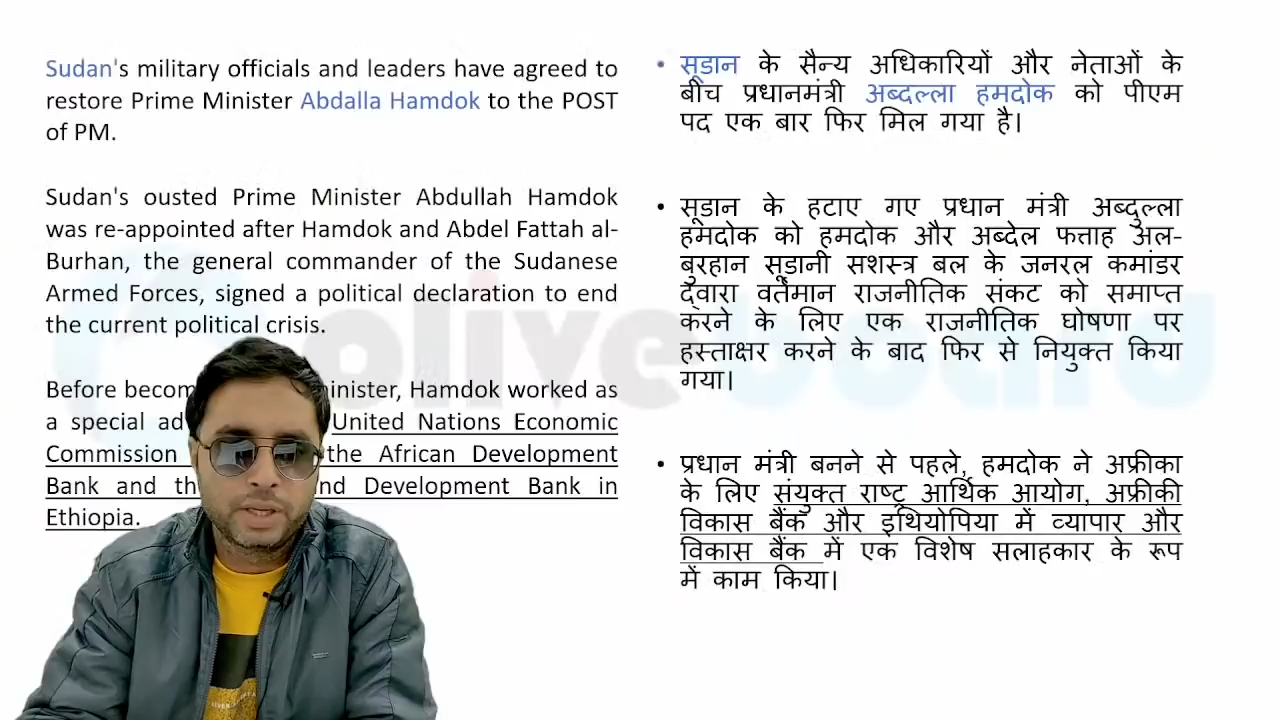 Sudan's military officials and leaders have agreed to
restore Prime Minister Abdalla Hamdok to the POST
of PM.
Sudan's ousted Prime Minister Abdullah Hamdok
was re-appointed after Hamdok and Abdel Fattah al-
Burhan, the general commander of the Sudanese
Armed Forces, signed a political declaration to end
the current political crisis.
Before becom inister, Hamdok worked as
a special ad United Nations Economic
Commission the African Development
Bank and th nd Development Bank in
Ethiopia.
• सूडान के सैन्य अधिकारियों और नेताओं के
बीच प्रधानमंत्री अब्दल्ला हमदोक को पीएम
पद एक बार फिर मिल गया है।
• सूडान के हटाए गए प्रधान मंत्री अब्दुल्ला
हमदोक को हमदोक और अब्देल फत्ताह अल-
बुरहान सूडानी सशस्त्र बल के जनरल कमांडर
द्वारा वर्तमान राजनीतिक संकट को समाप्त
करने के लिए एक राजनीतिक घोषणा पर
हस्ताक्षर करने के बाद फिर से नियुक्त किया
गया।
• प्रधान मंत्री बनने से पहले, हमदोक ने अफ्रीका
के लिए संयुक्त राष्ट्र आर्थिक आयोग, अफ्रीकी
विकास बैंक और इथियोपिया में व्यापार और
विकास बैंक में एक विशेष सलाहकार के रूप
में काम किया।
oliveboard